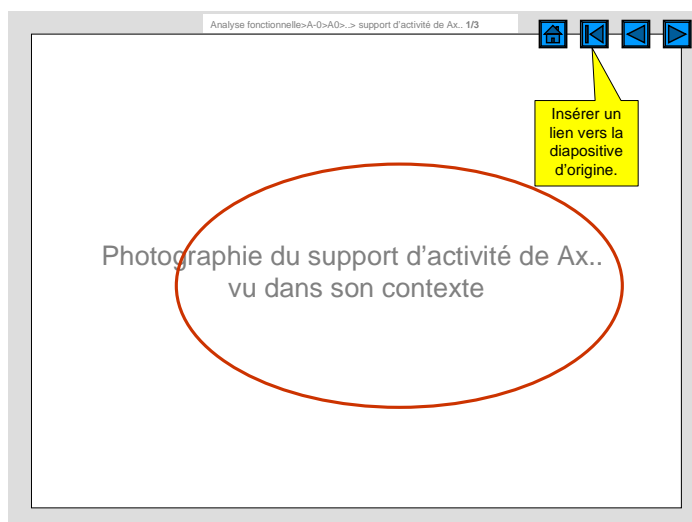 Analyse fonctionnelle>A-0>A0>..> support d'activité de Ax.. 1/3
Insérer un
lien vers la
diapositive
d'origine.
Photographie du support d'activité de Ax..
vu dans son contexte